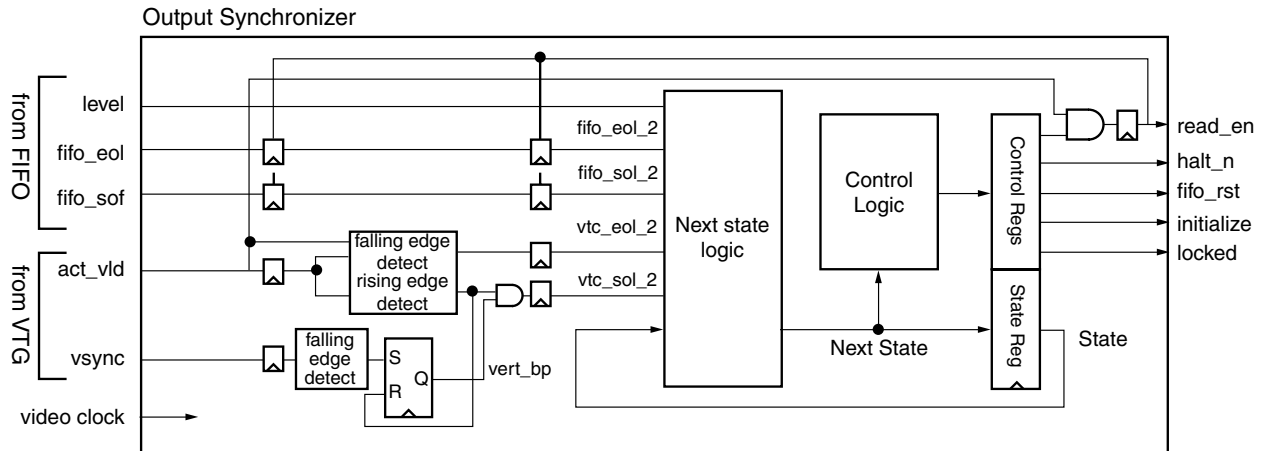 Output Synchronizer
from FIFO
level
fifo_eol
fifo_sof
from VTG
act_vld
vsync
video clock
falling edge
detect
rising edge
detect
falling
edge
detect
S
R
Q
vert_bp
fifo_eol_2
fifo_sol_2
vtc_eol_2
vtc_sol_2
Next state
logic
Control
Logic
Next State
Control Regs
State Reg
State
read_en
halt_n
fifo_rst
initialize
locked